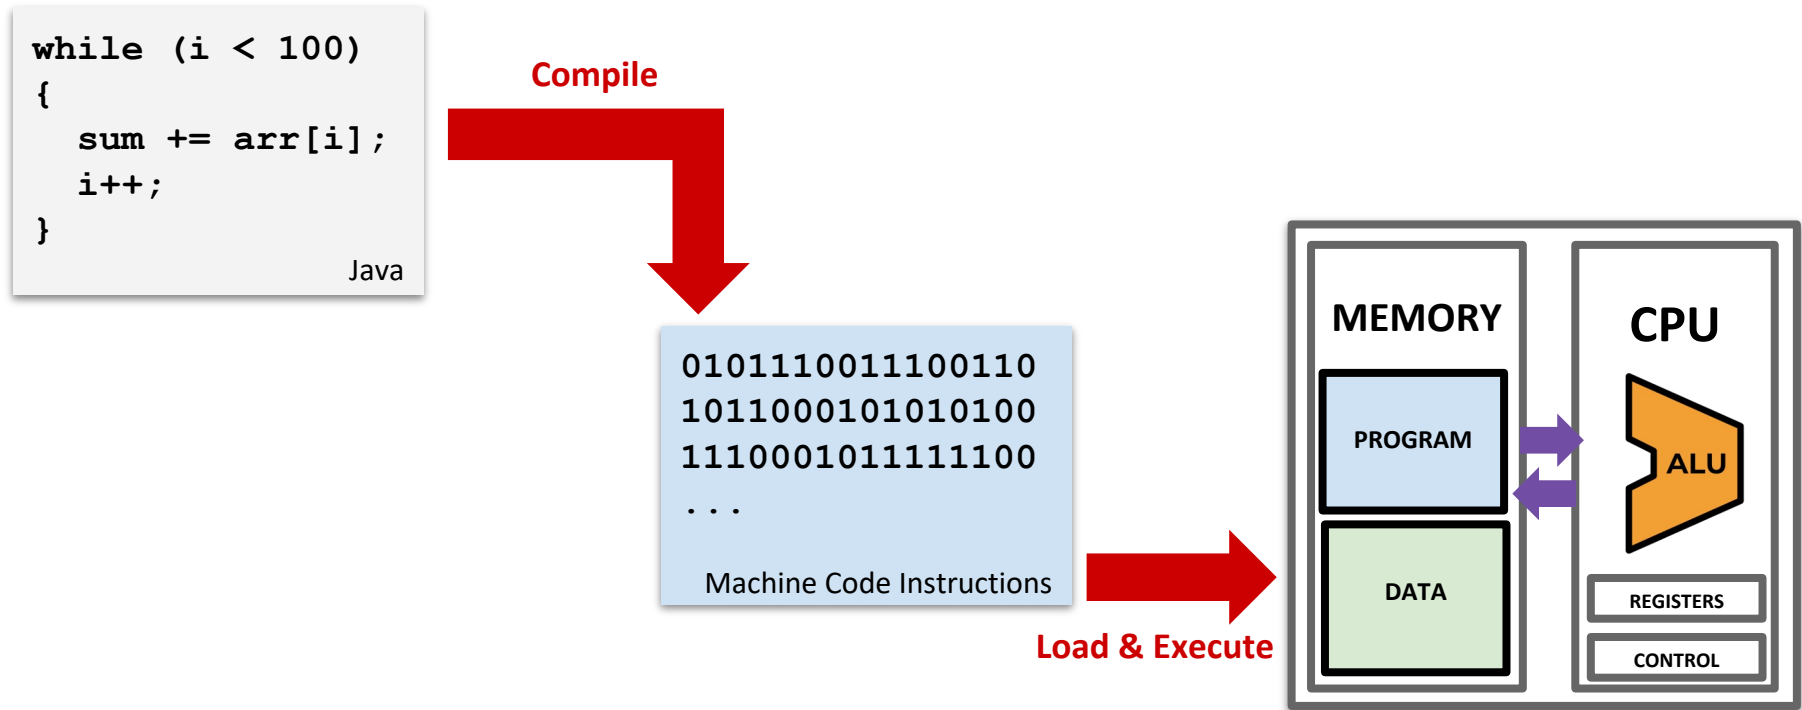 while (i < 100)
{
  sum += arr[i];
  i++;
}
Java
Compile
0101110011100110
1011000101010100
1110001011111100
...
Machine Code Instructions
Load & Execute
MEMORY
PROGRAM
DATA
CPU
ALU
REGISTERS
CONTROL